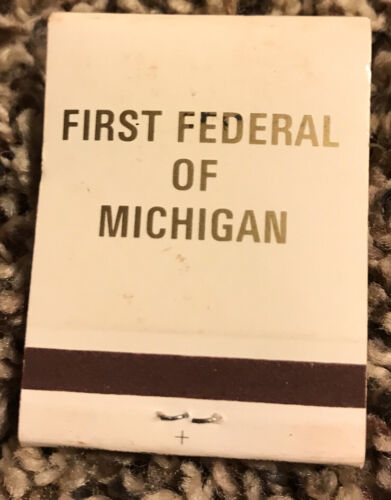 FIRST FEDERAL
OF
MICHIGAN